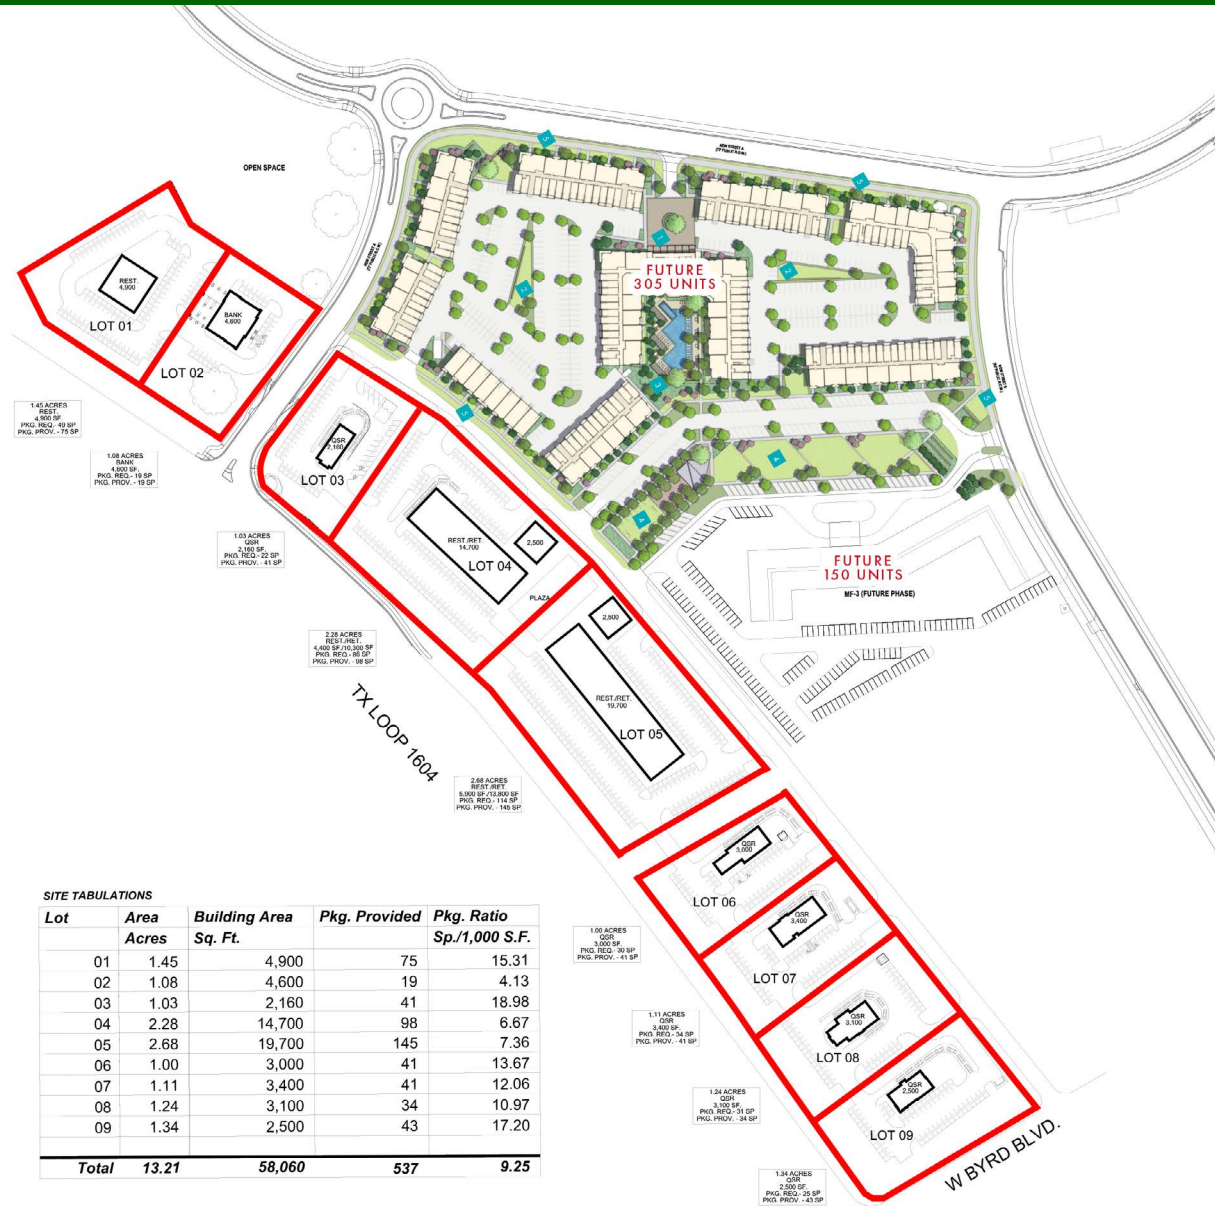 OPEN SPACE
FUTURE
305 UNITS
1
2
2
3
4
4
5
5
5
5
REST.
4,900
LOT 01
BANK
4,600
LOT 02
1.45 ACRES
REST.
4,900 SF.
PKG. REQ.- 49 SP
PKG. PROV. - 75 SP
1.08 ACRES
BANK
4,600 SF.
PKG. REQ.- 19 SP
PKG. PROV. - 19 SP
QSR
2,160
LOT 03
1.03 ACRES
QSR
2,160 SF.
PKG. REQ.- 22 SP
PKG. PROV. - 41 SP
REST./RET.
14,700
2,500
LOT 04
PLAZA
2,500
FUTURE
150 UNITS
MF-3 (FUTURE PHASE)
2.28 ACRES
REST./RET.
4,400 SF./10,300 SF
PKG. REQ.- 86 SP
PKG. PROV. - 98 SP
REST./RET.
19,700
LOT 05
TX LOOP 1604
2.68 ACRES
REST./RET
5,900 SF./13,800 SF
PKG. REQ.- 114 SP
PKG. PROV. - 145 SP
QSR
3,000
LOT 06
QSR
3,400
LOT 07
1.00 ACRES
QSR
3,000 SF.
PKG. REQ.- 30 SP
PKG. PROV. - 41 SP
1.11 ACRES
QSR
3,400 SF.
PKG. REQ.- 34 SP
PKG. PROV. - 41 SP
QSR
3,100
LOT 08
1.24 ACRES
QSR
3,100 SF.
PKG. REQ.- 31 SP
PKG. PROV. - 34 SP
QSR
2,500
LOT 09
1.34 ACRES
QSR
2,500 SF.
PKG. REQ.- 25 SP
PKG. PROV. - 43 SP
W BYRD BLVD.
SITE TABULATIONS
Lot Area Building Area Pkg. Provided Pkg. Ratio
Acres Sq. Ft. Sp./1,000 S.F.
01 1.45 4,900 75 15.31
02 1.08 4,600 19 4.13
03 1.03 2,160 41 18.98
04 2.28 14,700 98 6.67
05 2.68 19,700 145 7.36
06 1.00 3,000 41 13.67
07 1.11 3,400 41 12.06
08 1.24 3,100 34 10.97
09 1.34 2,500 43 17.20
Total 13.21 58,060 537 9.25